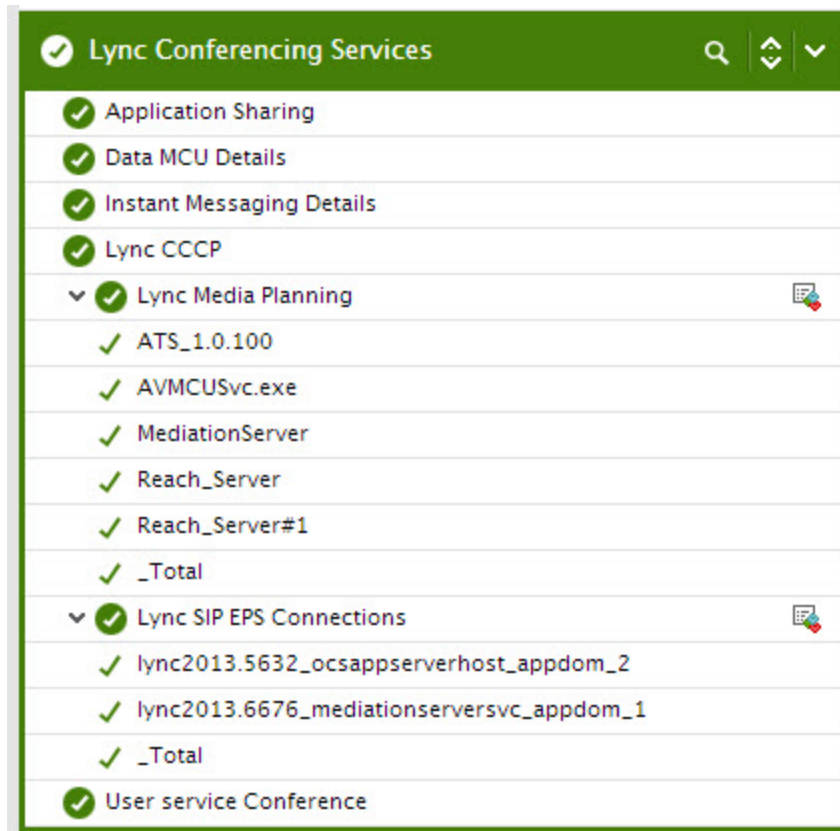 Lync Conferencing Services
Application Sharing
Data MCU Details
Instant Messaging Details
Lync CCCP
Lync Media Planning
ATS_1.0.100
AVMCUSvc.exe
MediationServer
Reach_Server
Reach_Server#1
_Total
Lync SIP EPS Connections
lync2013.5632_ocsappserverhost_appdom_2
lync2013.6676_mediationserversvc_appdom_1
_Total
User service Conference